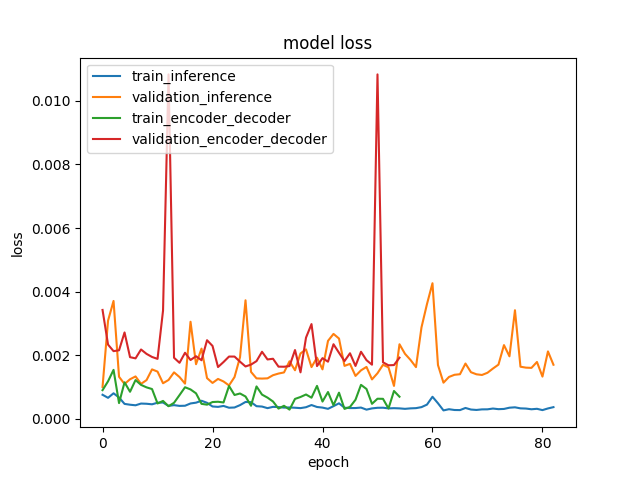 model loss
train_inference
validation_inference
train_encoder_decoder
validation_encoder_decoder
0.010
0.008
0.006
0.004
0.002
0.000
loss
0 20 40 60 80
epoch